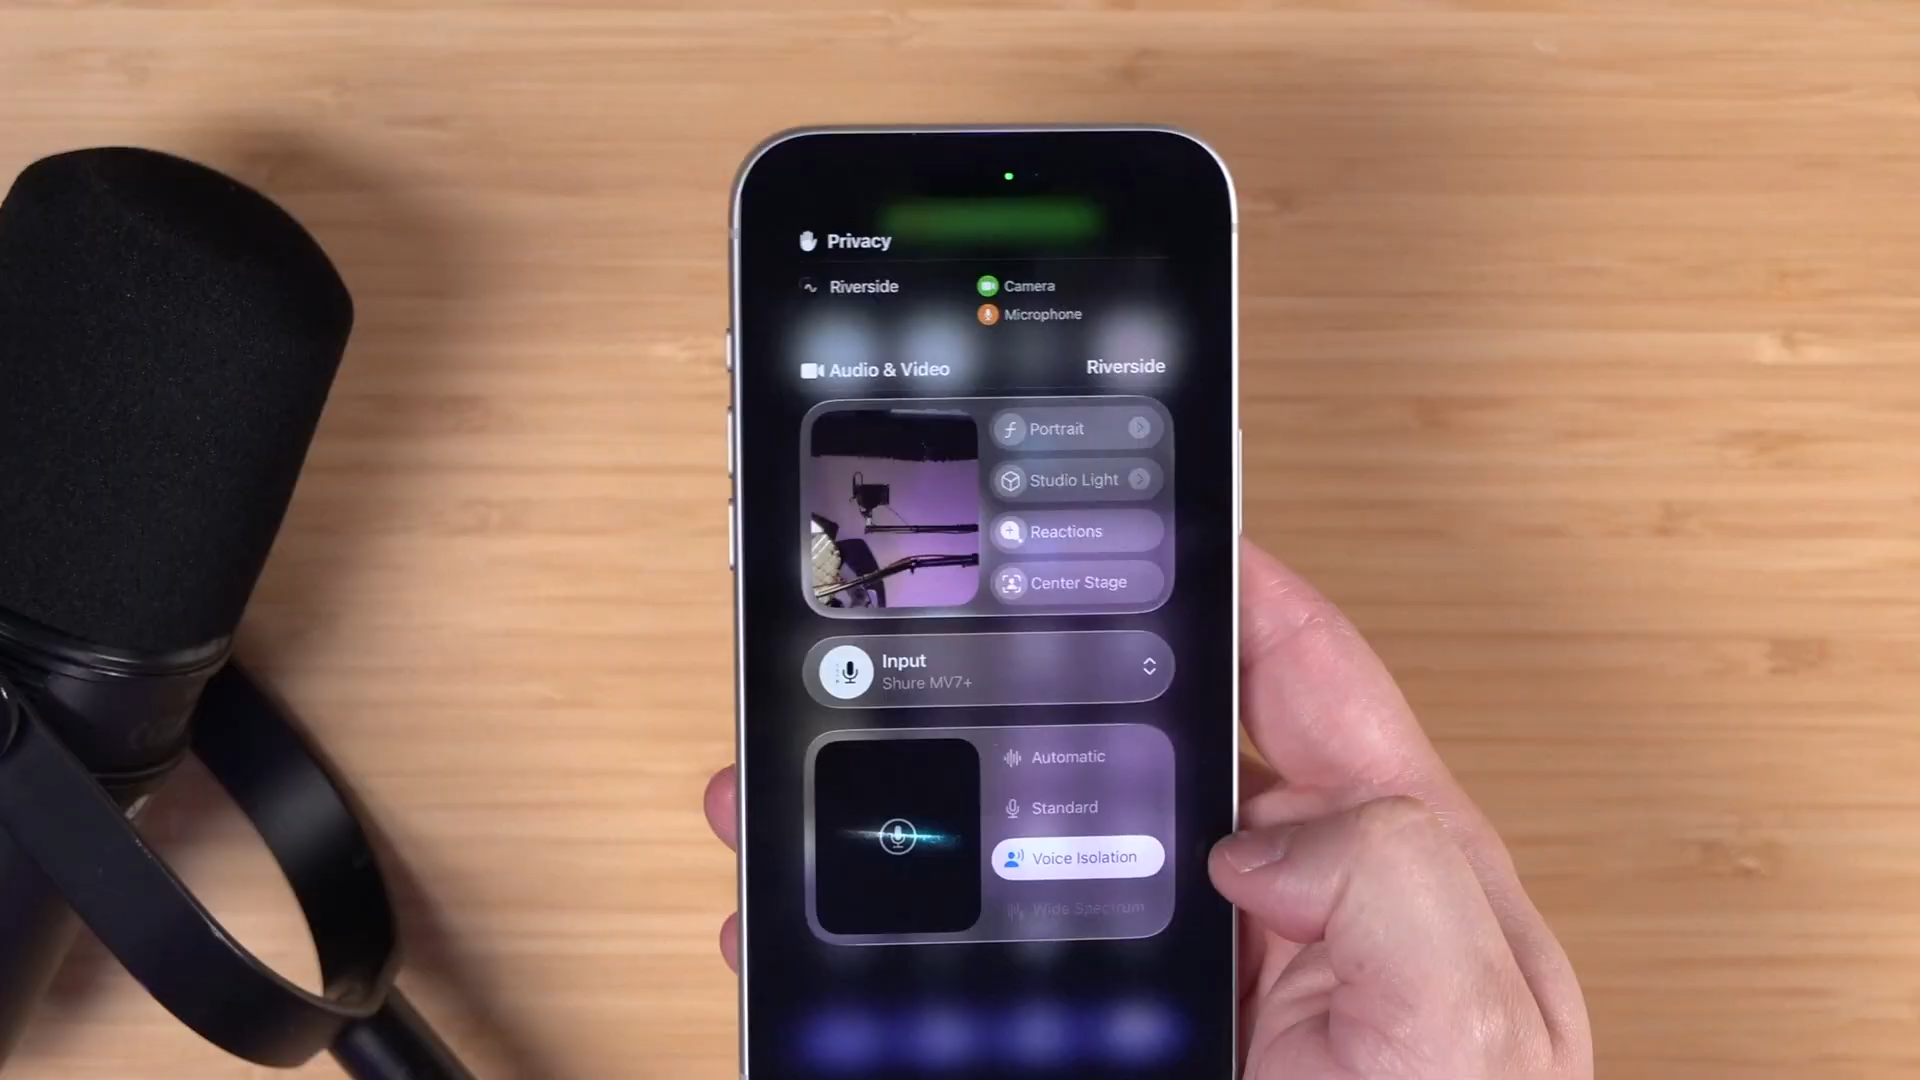 Privacy
Riverside
Camera
Microphone
Audio & Video
Riverside
Portrait
Studio Light
Reactions
Center Stage
Input
Shure MV7+
Automatic
Standard
Voice Isolation
Wide Spectrum